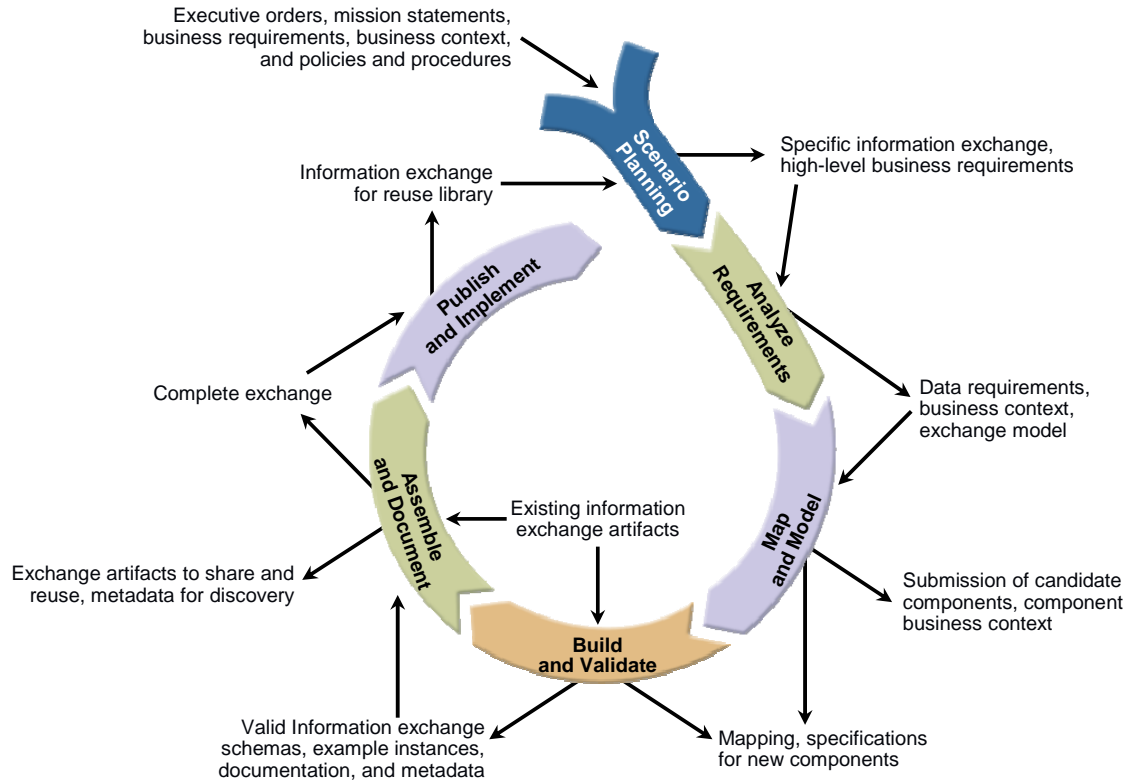 Executive orders, mission statements,
business requirements, business context,
and policies and procedures
Scenario
Planning
Specific information exchange,
high-level business requirements
Information exchange
for reuse library
Publish
and Implement
Analyze
Requirements
Complete exchange
Data requirements,
business context,
exchange model
Assemble
and Document
Existing information
exchange artifacts
Map
and Model
Exchange artifacts to share and
reuse, metadata for discovery
Submission of candidate
components, component
business context
Build
and Validate
Valid Information exchange
schemas, example instances,
documentation, and metadata
Mapping, specifications
for new components